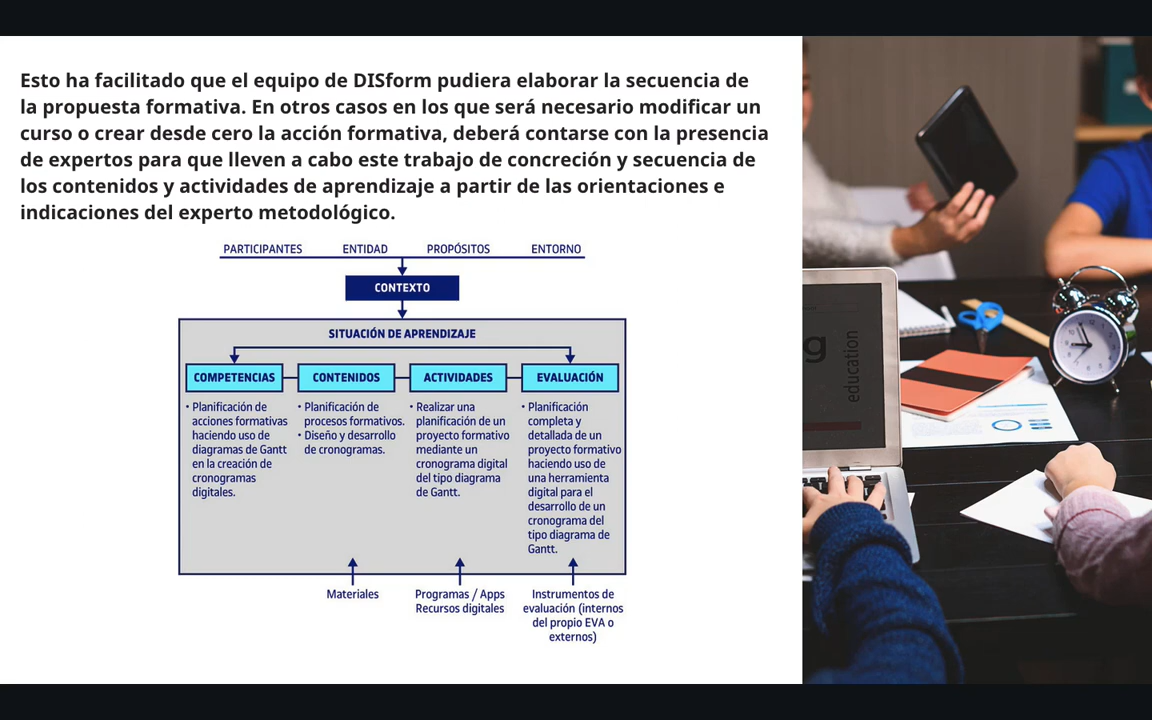 Esto ha facilitado que el equipo de DISform pudiera elaborar la secuencia de
la propuesta formativa. En otros casos en los que será necesario modificar un
curso o crear desde cero la acción formativa, deberá contarse con la presencia
de expertos para que lleven a cabo este trabajo de concreción y secuencia de
los contenidos y actividades de aprendizaje a partir de las orientaciones e
indicaciones del experto metodológico.
PARTICIPANTES ENTIDAD PROPÓSITOS ENTORNO
CONTEXTO
SITUACIÓN DE APRENDIZAJE
COMPETENCIAS
• Planificación de
acciones formativas
haciendo uso de
diagramas de Gantt
en la creación de
cronogramas
digitales.
CONTENIDOS
• Planificación de
procesos formativos.
• Diseño y desarrollo
de cronogramas.
ACTIVIDADES
• Realizar una
planificación de un
proyecto formativo
mediante un
cronograma digital
del tipo diagrama
de Gantt.
EVALUACIÓN
• Planificación
completa y
detallada de un
proyecto formativo
haciendo uso de
una herramienta
digital para el
desarrollo de un
cronograma del
tipo diagrama de
Gantt.
Materiales
Programas / Apps
Recursos digitales
Instrumentos de
evaluación (internos
del propio EVA o
externos)
g
education